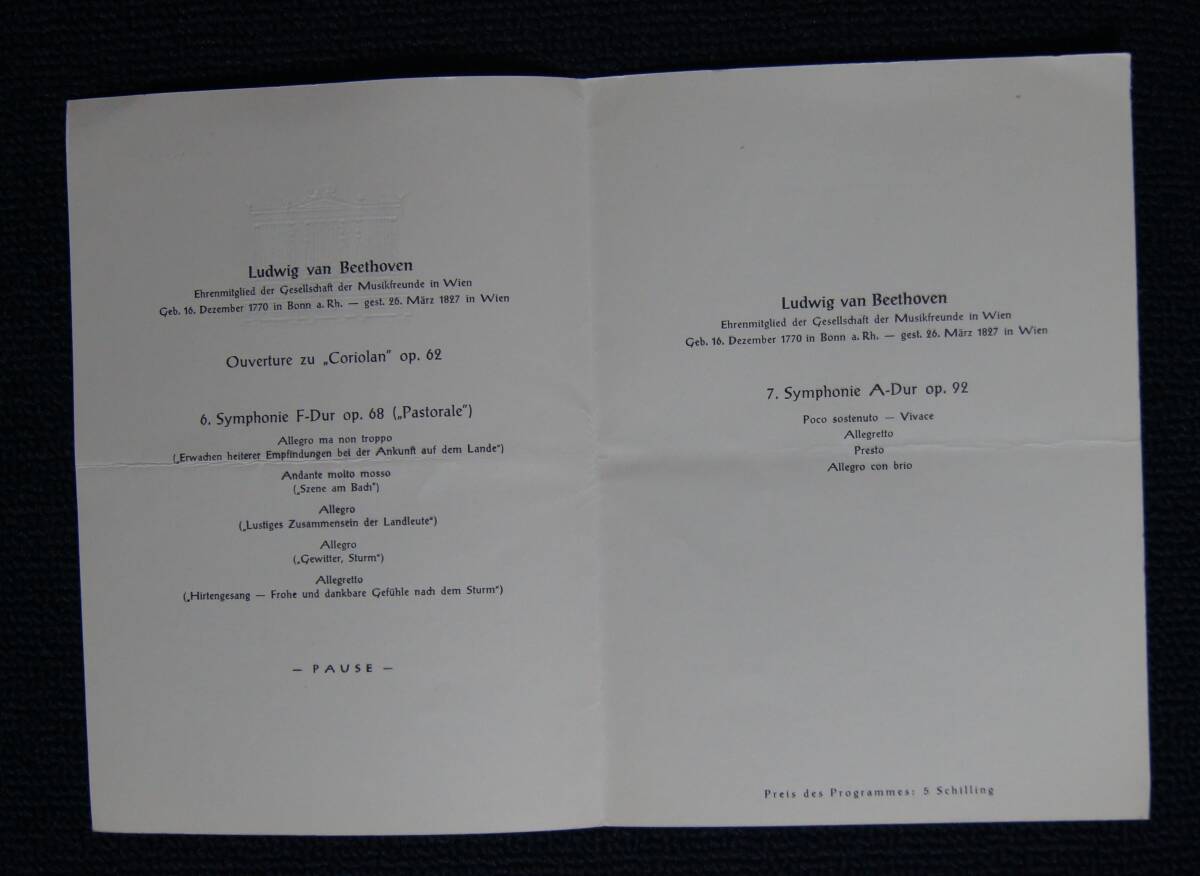 Ludwig van Beethoven
Ehrenmitglied der Gesellschaft der Musikfreunde in Wien
Geb. 16. Dezember 1770 in Bonn a. Rh. — gest. 26. März 1827 in Wien
Ouverture zu „Coriolan" op. 62
6. Symphonie F-Dur op. 68 („Pastorale")
Allegro ma non troppo
(„Erwachen heiterer Empfindungen bei der Ankunft auf dem Lande")
Andante molto mosso
(„Szene am Bach")
Allegro
(„Lustiges Zusammensein der Landleute")
Allegro
(„Gewitter, Sturm")
Allegretto
(„Hirtengesang — Frohe und dankbare Gefühle nach dem Sturm")
— PAUSE —
Ludwig van Beethoven
Ehrenmitglied der Gesellschaft der Musikfreunde in Wien
Geb. 16. Dezember 1770 in Bonn a. Rh. — gest. 26. März 1827 in Wien
7. Symphonie A-Dur op. 92
Poco sostenuto — Vivace
Allegretto
Presto
Allegro con brio
Preis des Programmes: 5 Schilling